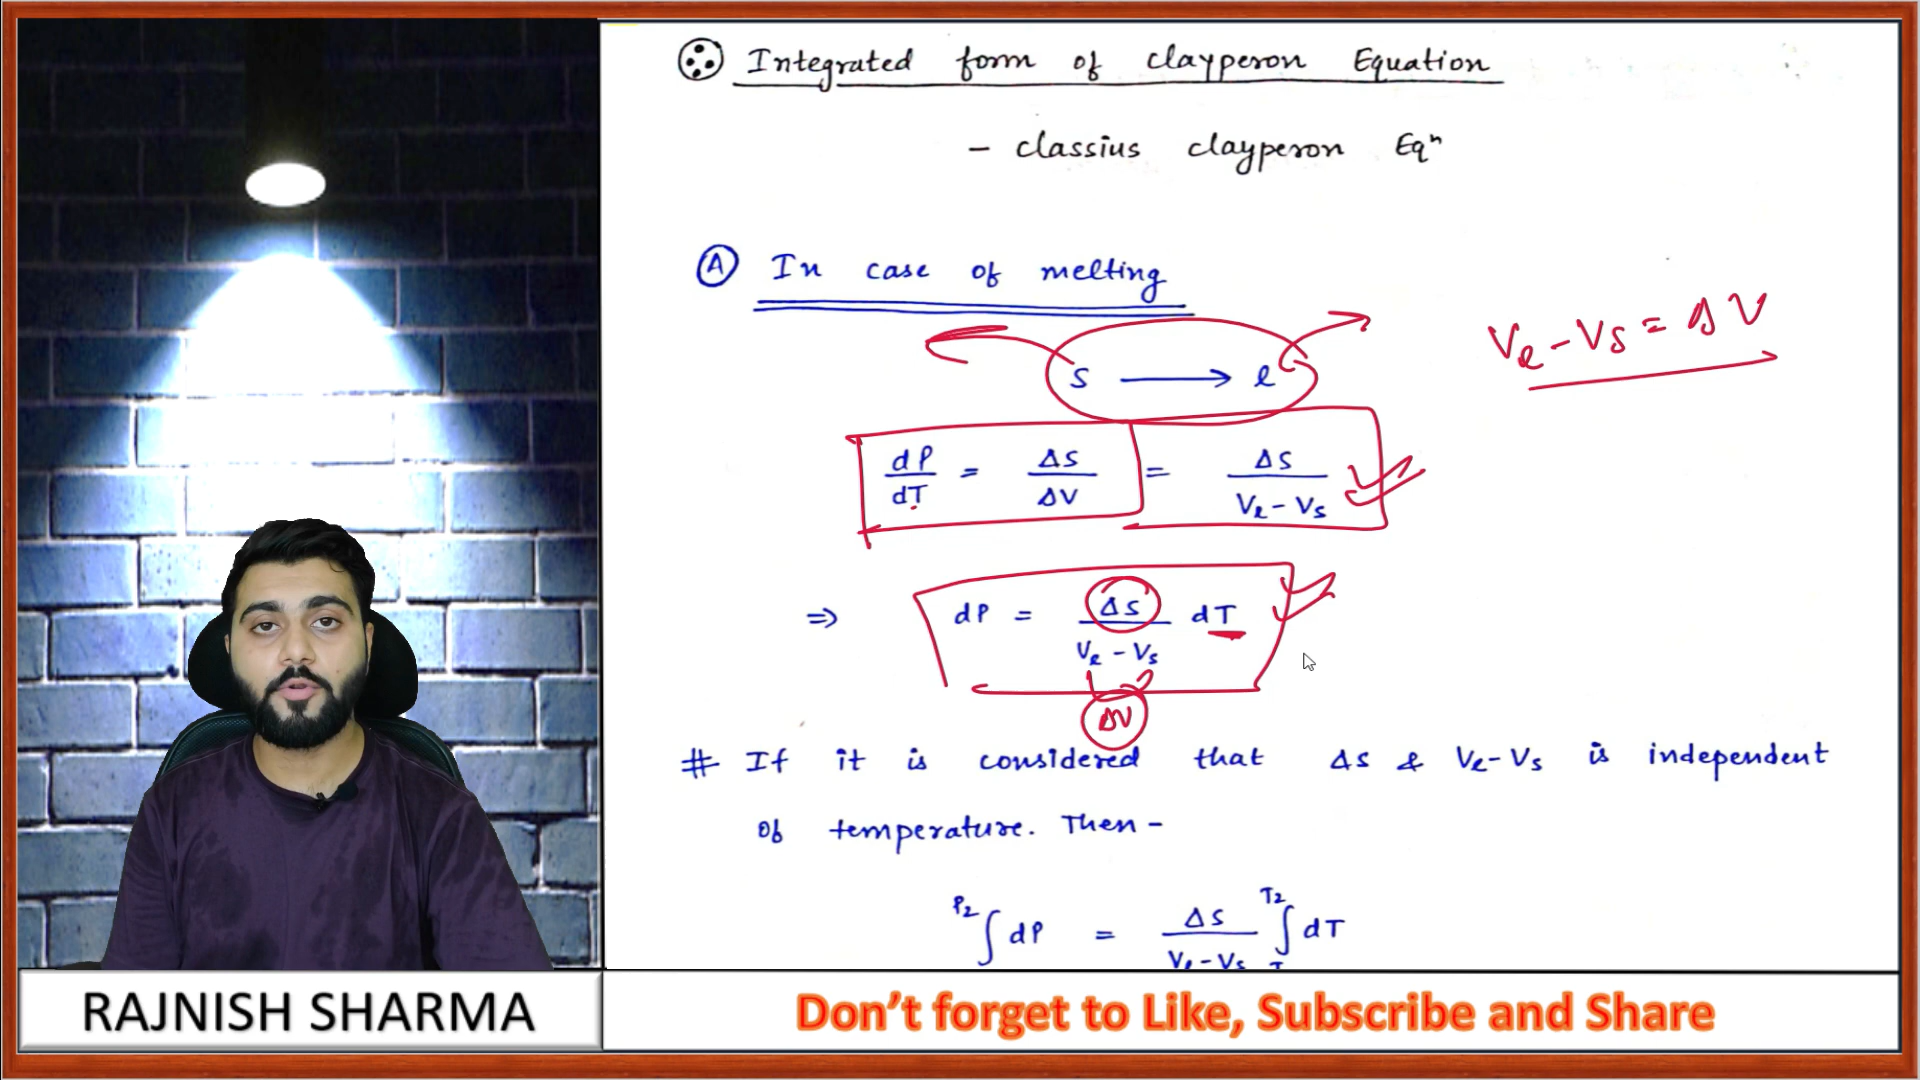 Integrated form of clayperon Equation
- classius clayperon Eqⁿ
Ⓐ In case of melting
Vℓ - Vs = ΔV
s ⟶ ℓ
dP/dT = ΔS/ΔV = ΔS/(Vℓ - Vs)
⇒ dP = ΔS/(Vℓ - Vs) dT
ΔV
# If it is considered that ΔS & Vℓ-Vs is independent
of temperature. Then -
P₂∫dP = ΔS/(Vℓ-Vs) T₂∫dT
RAJNISH SHARMA
Don't forget to Like, Subscribe and Share